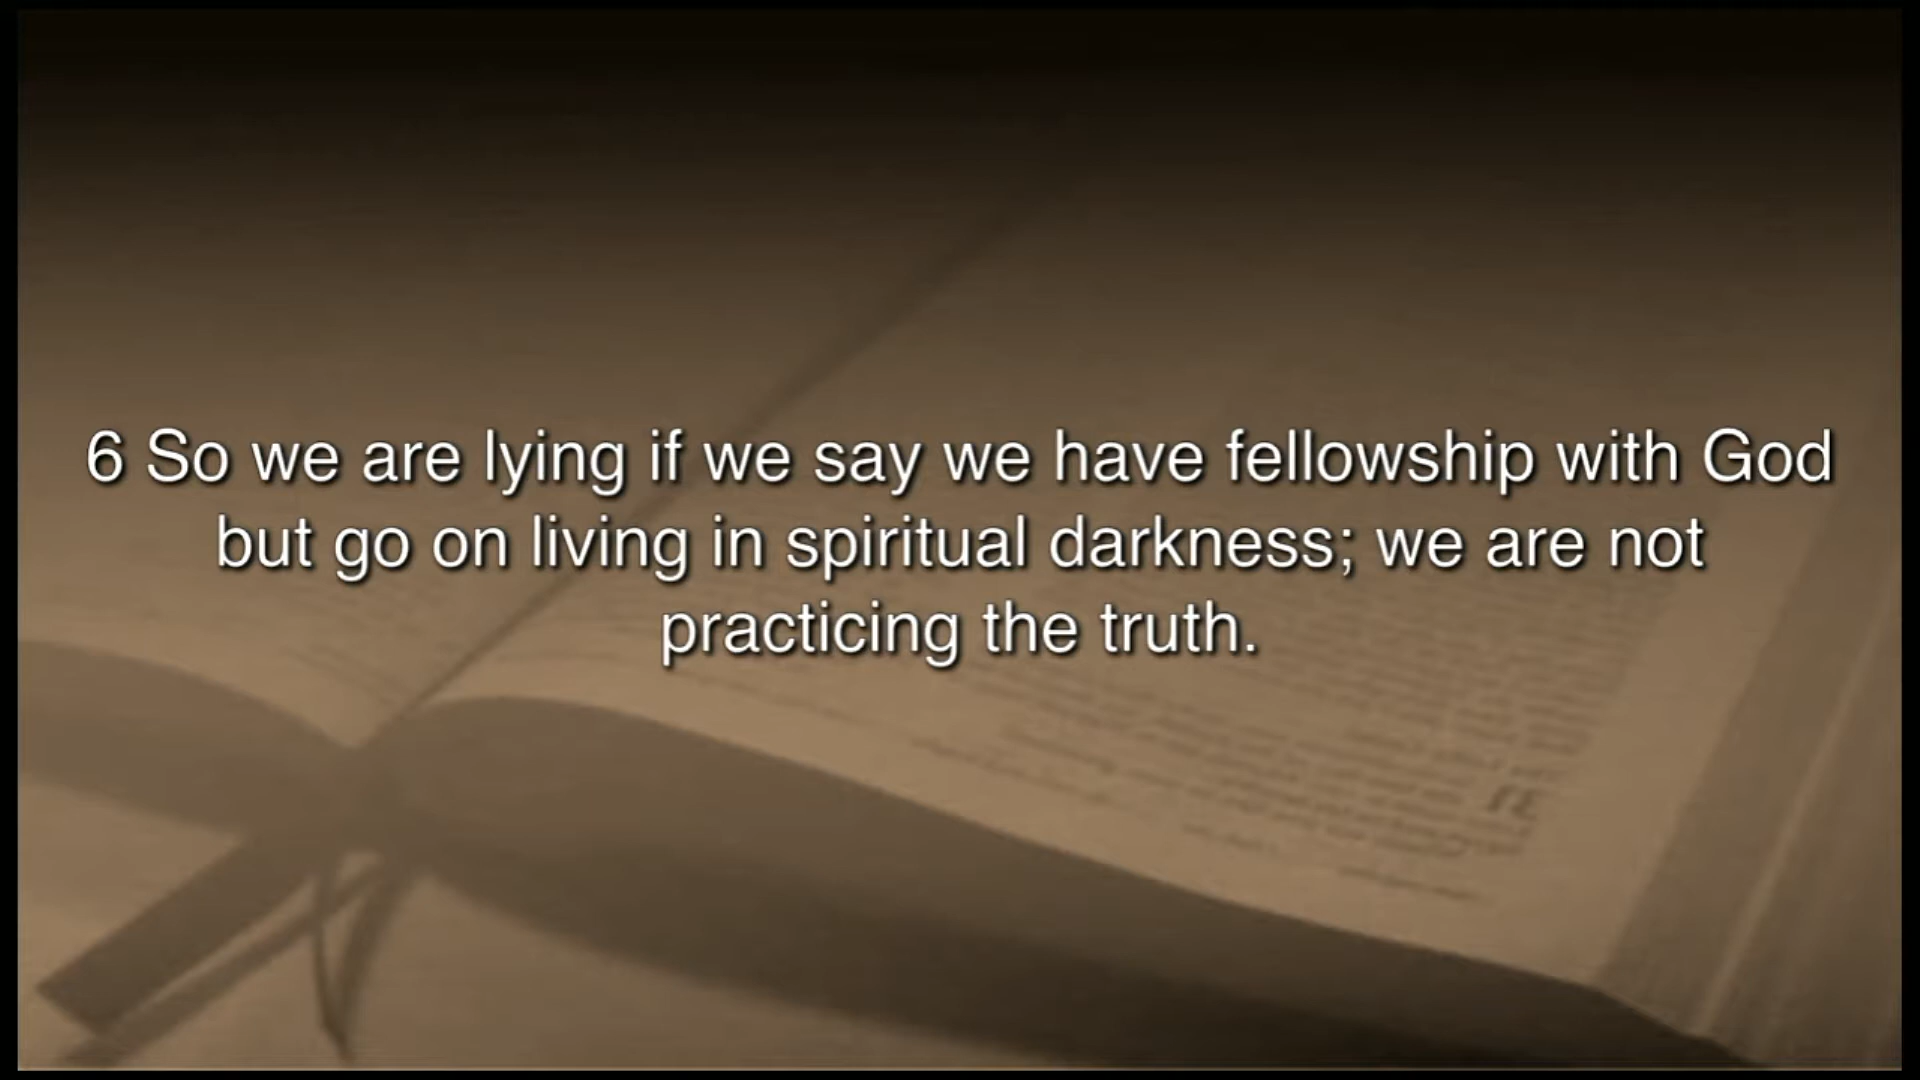 6 So we are lying if we say we have fellowship with God
but go on living in spiritual darkness; we are not
practicing the truth.